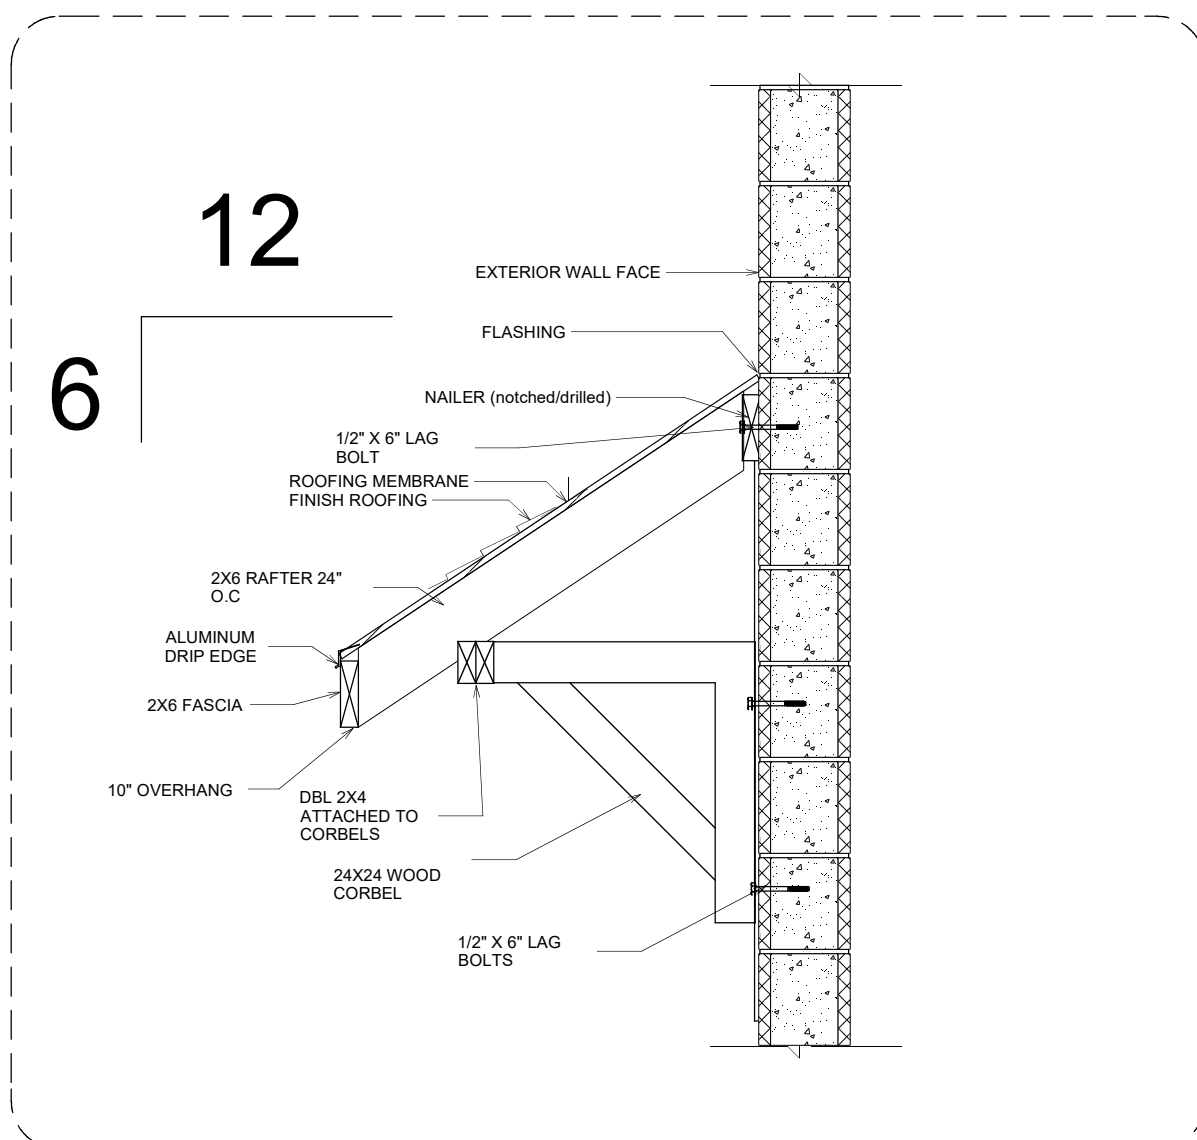 12
6
EXTERIOR WALL FACE
FLASHING
NAILER (notched/drilled)
1/2" X 6" LAG
BOLT
ROOFING MEMBRANE
FINISH ROOFING
2X6 RAFTER 24"
O.C
ALUMINUM
DRIP EDGE
2X6 FASCIA
10" OVERHANG
DBL 2X4
ATTACHED TO
CORBELS
24X24 WOOD
CORBEL
1/2" X 6" LAG
BOLTS